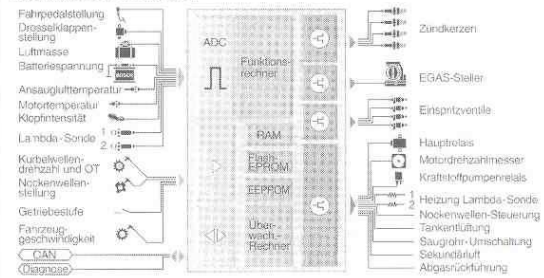 Fahrpedalstellung
Drosselklappen-
stellung
Luftmasse
Batteriespannung
BOSCH
Ansauglufttemperatur
Motortemperatur
Klopfintensität
Lambda-Sonde 1
2
Kurbelwellen-
drehzahl und OT
Nockenwellen-
stellung
Getriebestufe
Fahrzeug-
geschwindigkeit
CAN
Diagnose
ADC
Funktions-
rechner
RAM
Flash-
EPROM
EEPROM
Über-
wach.-
Rechner
Zündkerzen
EGAS-Steller
Einspritzventile
Hauptrelais
Motordrehzahlmesser
Kraftstoffpumpenrelais
1
2 Heizung Lambda-Sonde
Nockenwellen-Steuerung
Tankentlüftung
Saugrohr-Umschaltung
Sekundärluft
Abgasrückführung